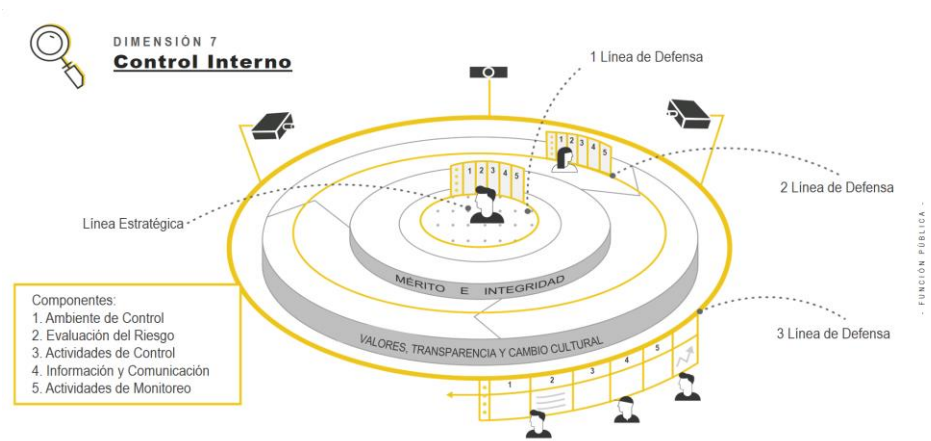 DIMENSIÓN 7
Control Interno
1 Línea de Defensa
1 2 3 4 5
1 2 3 4 5
2 Línea de Defensa
Línea Estratégica
- FUNCIÓN PÚBLICA -
MÉRITO E INTEGRIDAD
Componentes:
1. Ambiente de Control
2. Evaluación del Riesgo
3. Actividades de Control
4. Información y Comunicación
5. Actividades de Monitoreo
VALORES, TRANSPARENCIA Y CAMBIO CULTURAL
3 Línea de Defensa
1 2 3 4 5